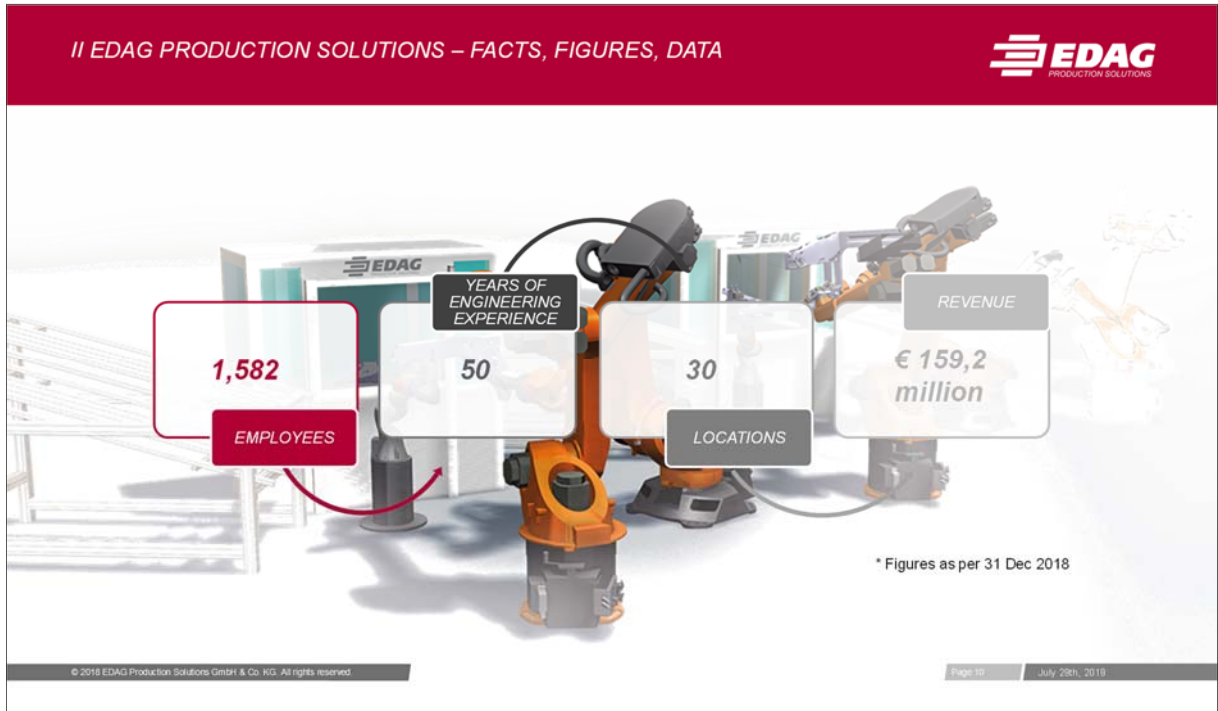 II EDAG PRODUCTION SOLUTIONS – FACTS, FIGURES, DATA
EDAG
PRODUCTION SOLUTIONS
EDAG
EDAG
1,582
EMPLOYEES
YEARS OF
ENGINEERING
EXPERIENCE
50
30
LOCATIONS
REVENUE
€ 159,2
million
* Figures as per 31 Dec 2018
© 2018 EDAG Production Solutions GmbH & Co. KG. All rights reserved.
Page 10
July 29th, 2019